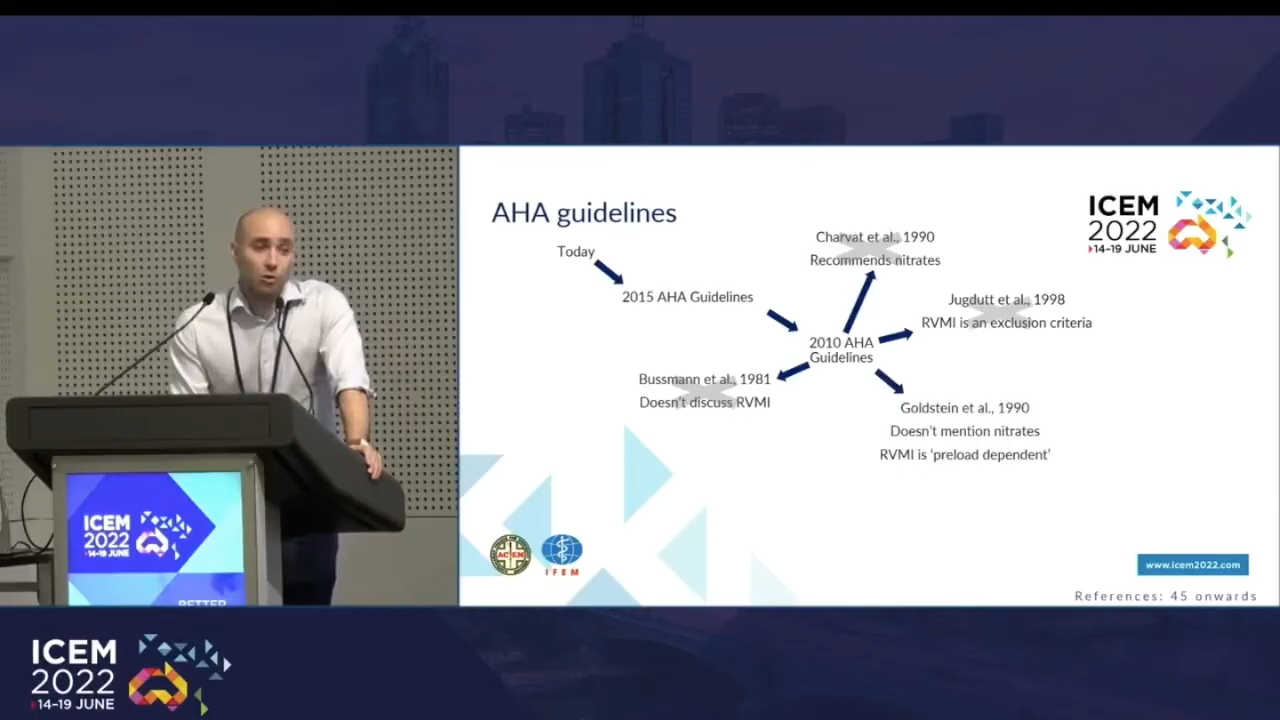 AHA guidelines
Today
2015 AHA Guidelines
Charvat et al., 1990
Recommends nitrates
Jugdutt et al., 1998
RVMI is an exclusion criteria
2010 AHA
Guidelines
Bussmann et al., 1981
Doesn't discuss RVMI
Goldstein et al., 1990
Doesn't mention nitrates
RVMI is 'preload dependent'
ICEM
2022
14-19 JUNE
ACEM
IFEM
www.icem2022.com
References: 45 onwards
ICEM
2022
14-19 JUNE
BETTER
ICEM
2022
14-19 JUNE